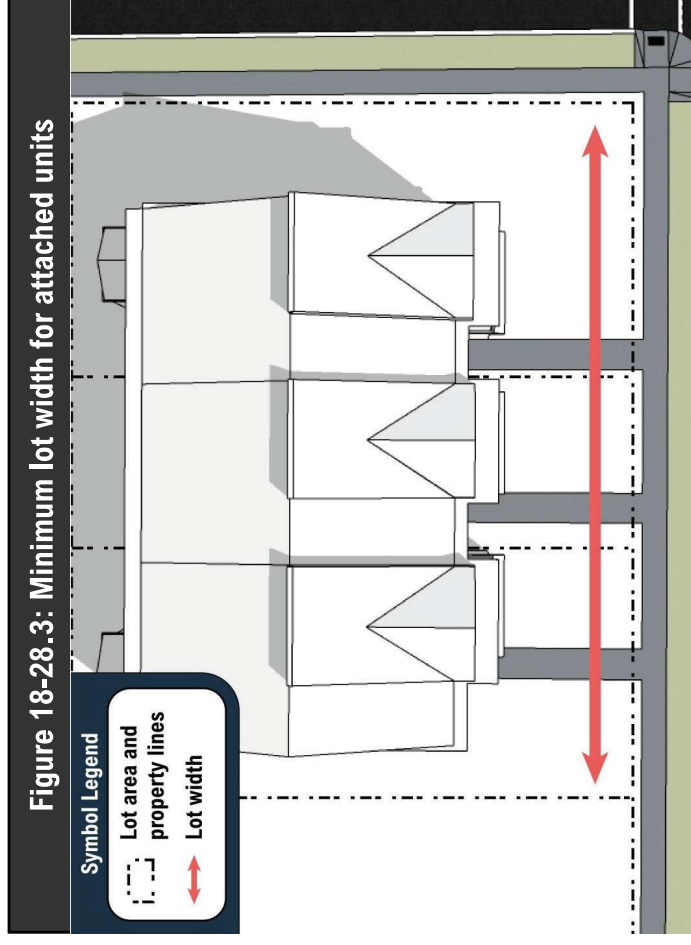 Figure 18-28.3: Minimum lot width for attached units
Symbol Legend
Lot area and
property lines
Lot width